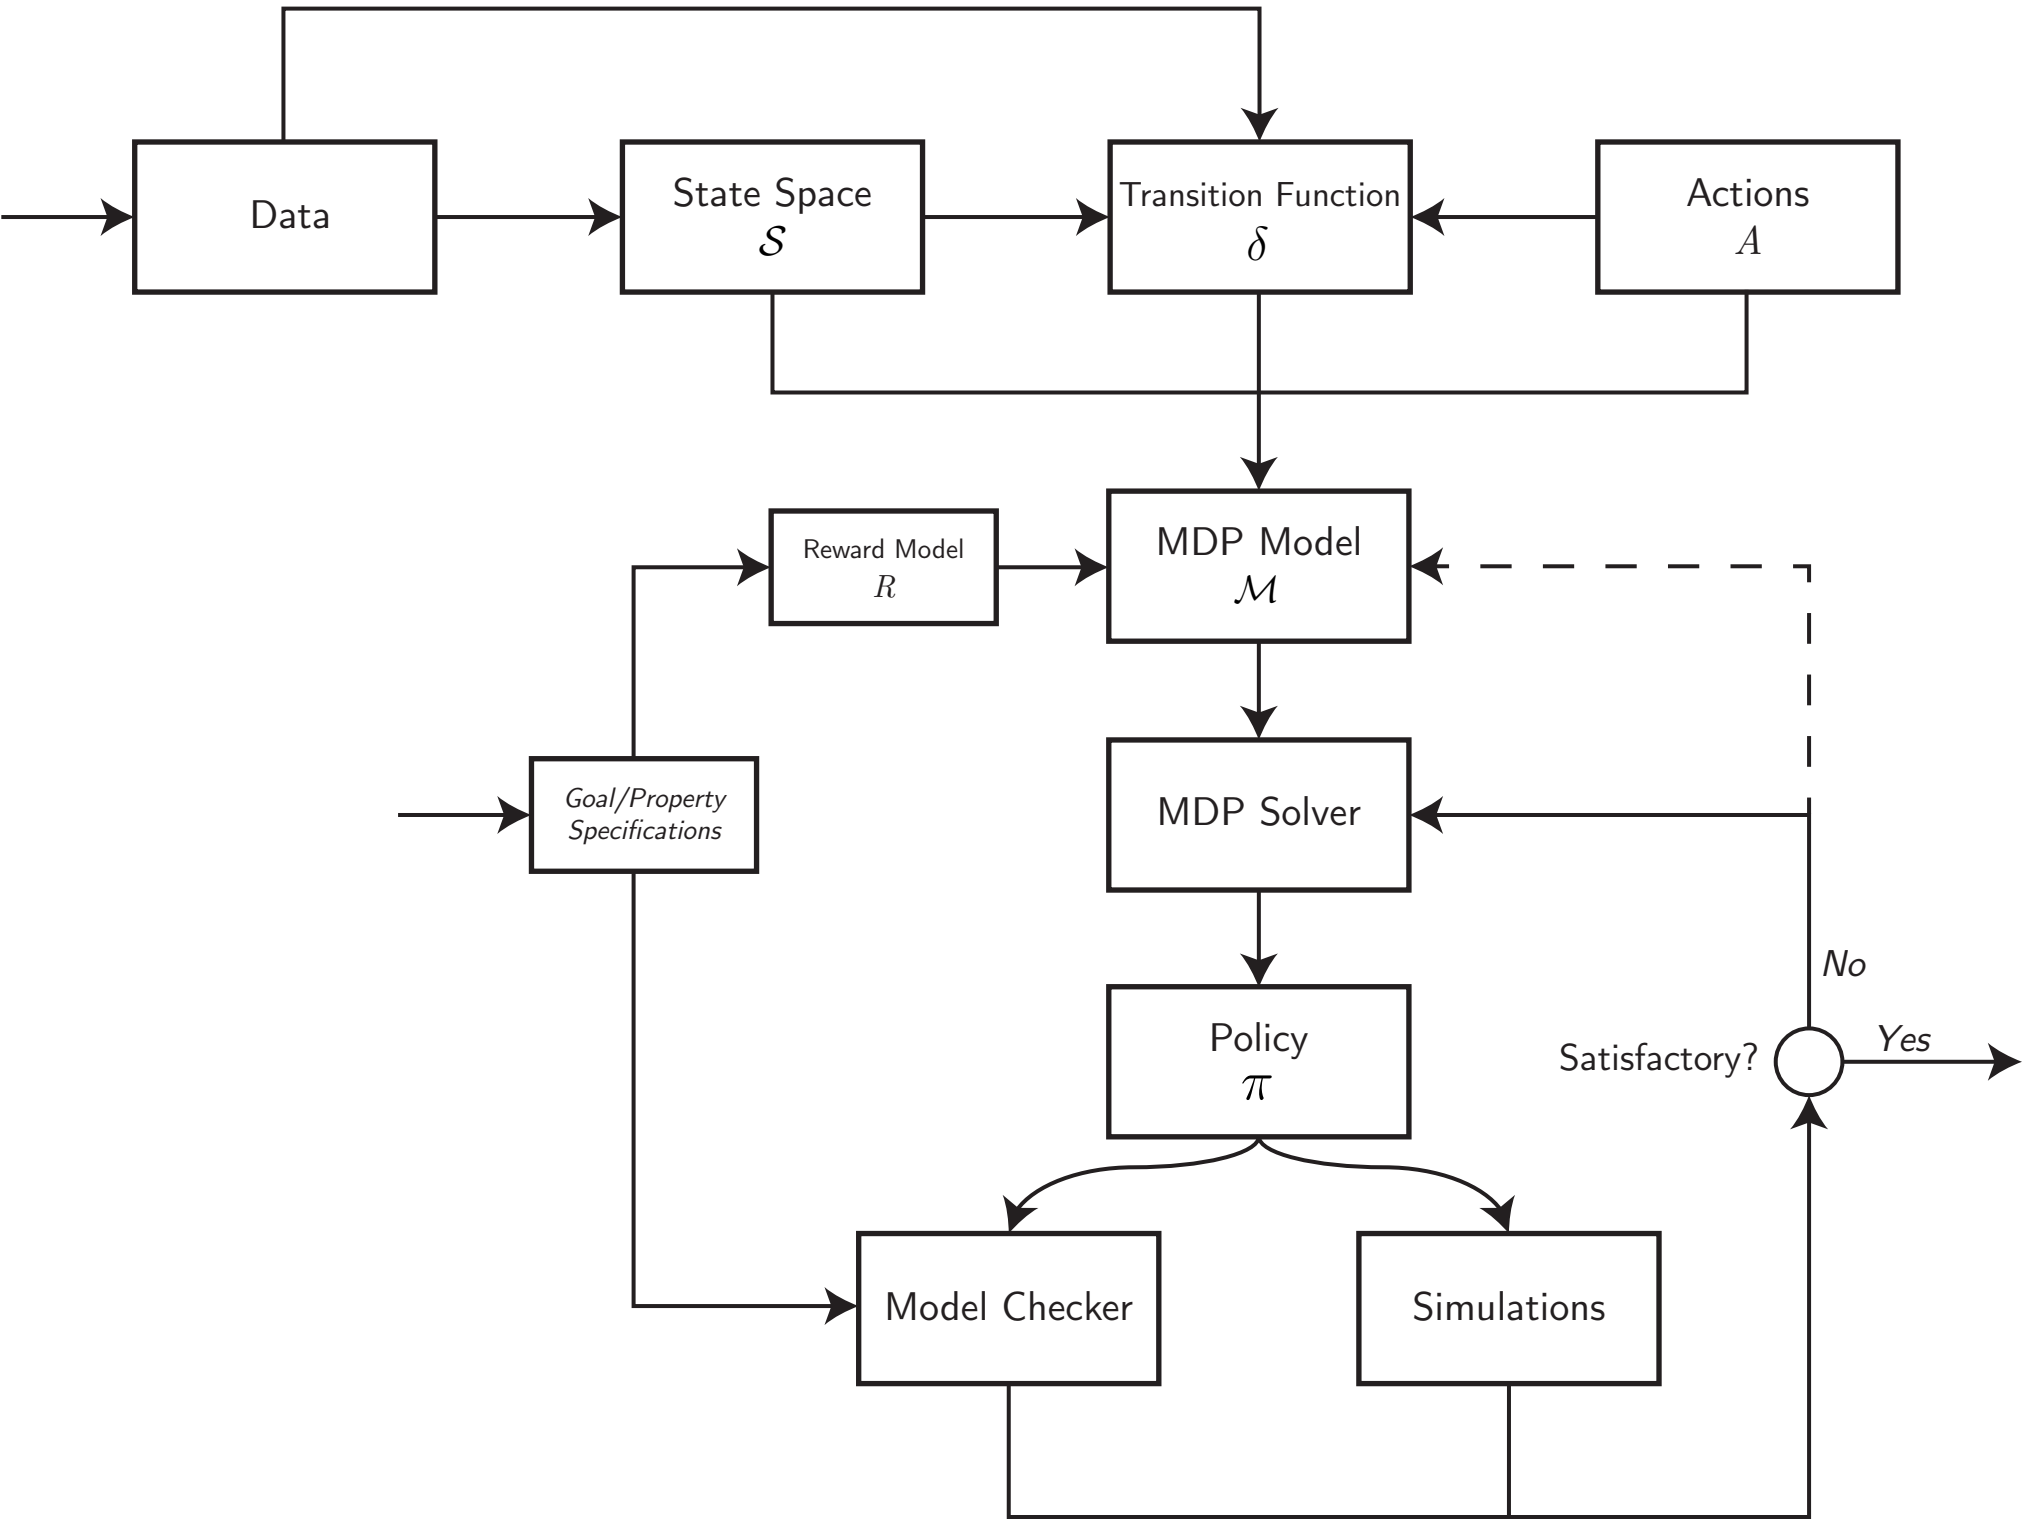 Data
State Space
𝒮
Transition Function
δ
Actions
A
Reward Model
R
MDP Model
ℳ
Goal/Property
Specifications
MDP Solver
No
Policy
π
Satisfactory?
Yes
Model Checker
Simulations